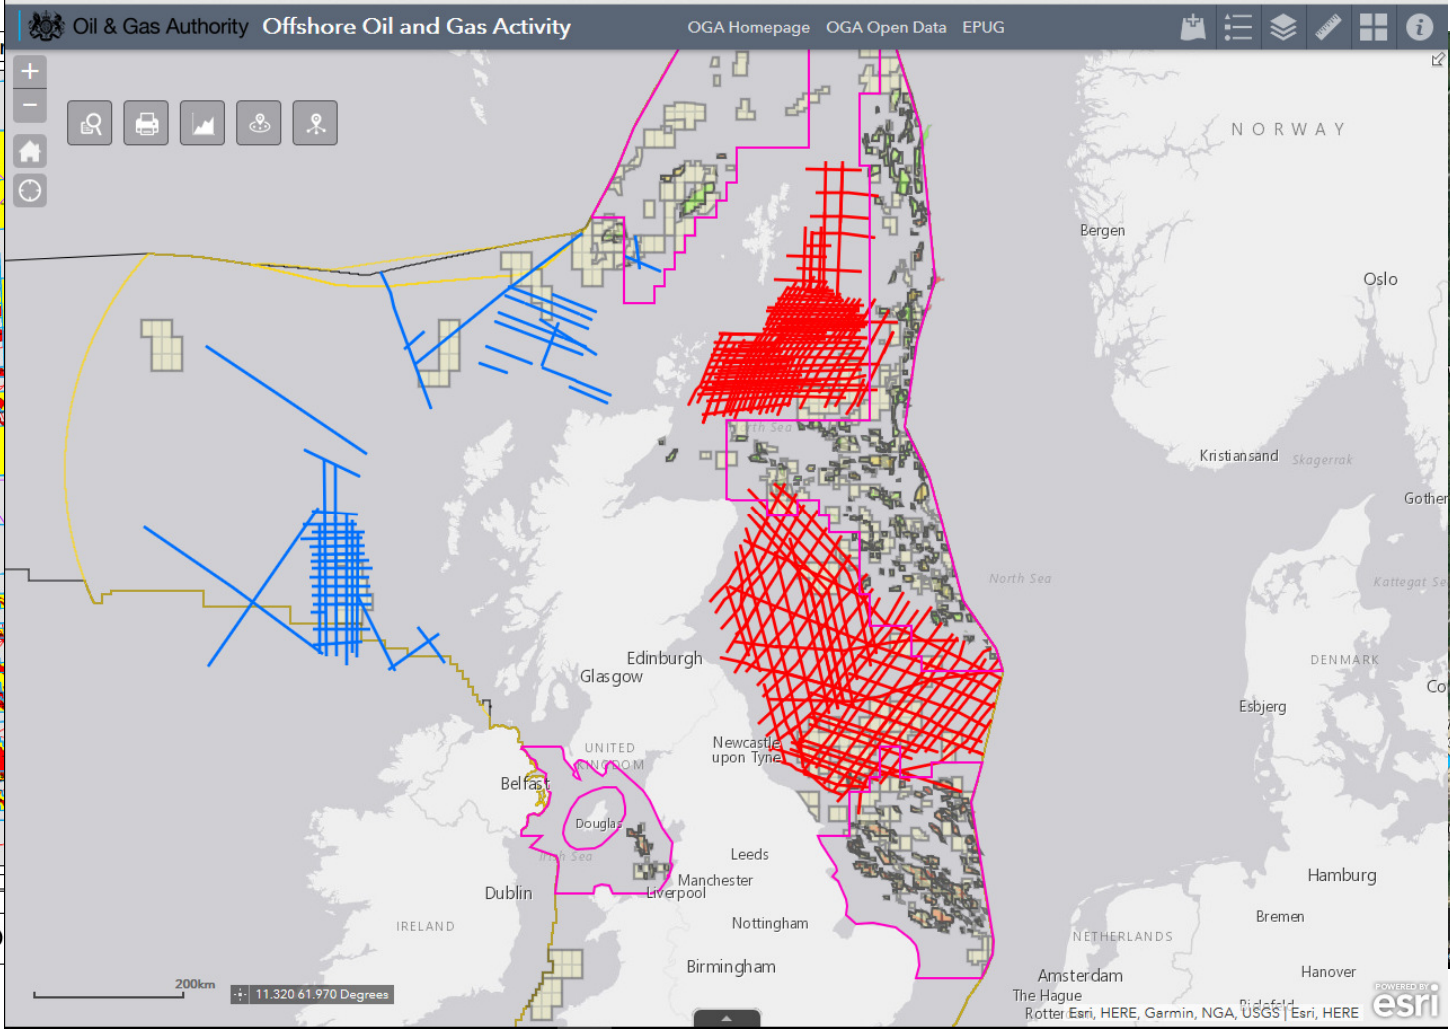 Oil & Gas Authority Offshore Oil and Gas Activity OGA Homepage OGA Open Data EPUG
NORWAY
Bergen
Oslo
Kristiansand Skagerrak
North Sea
Kattegat
Edinburgh
Glasgow
DENMARK
Esbjerg
Newcastle
upon Tyne
UNITED
KINGDOM
Belfast
Douglas
Irish Sea
Leeds
Manchester
Liverpool
Dublin
Hamburg
IRELAND
Nottingham
Bremen
NETHERLANDS
Birmingham
Amsterdam
Hanover
The Hague
200km
11.320 61.970 Degrees
Esri, HERE, Garmin, NGA, USGS | Esri, HERE
POWERED BY
esri